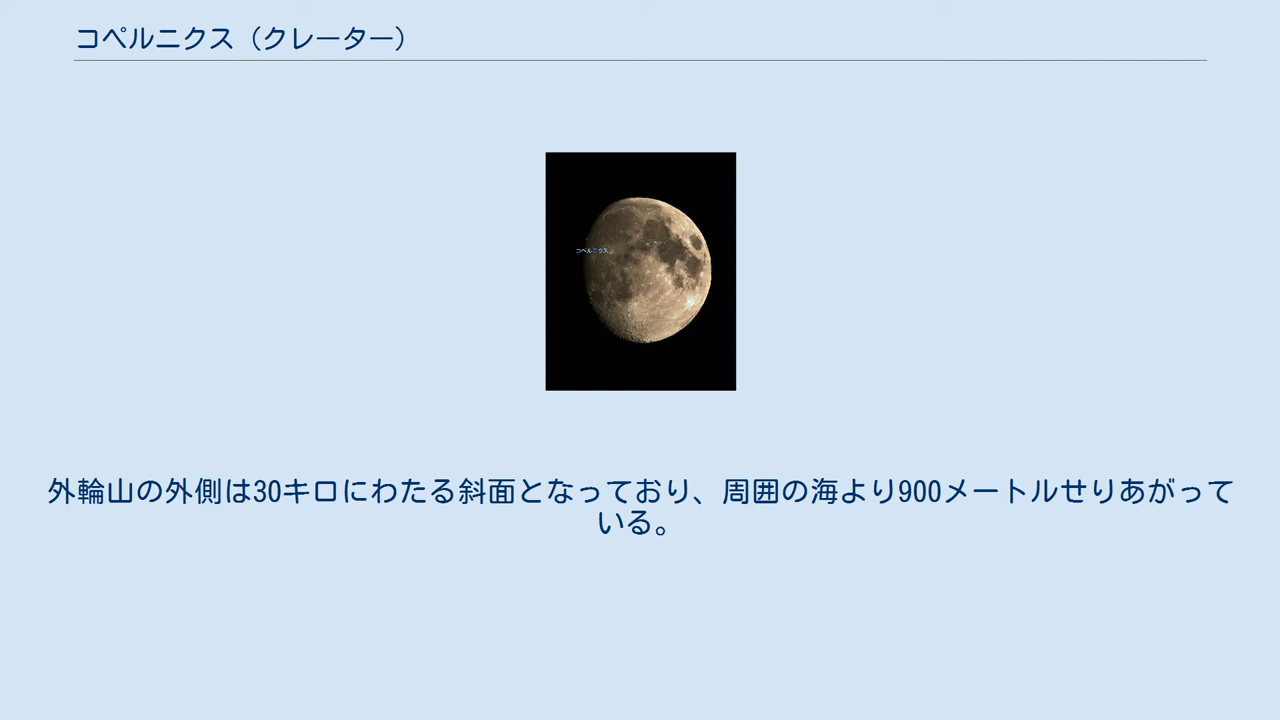 コペルニクス（クレーター）
コペルニクス
外輪山の外側は30キロにわたる斜面となっており、周囲の海より900メートルせりあがって
いる。